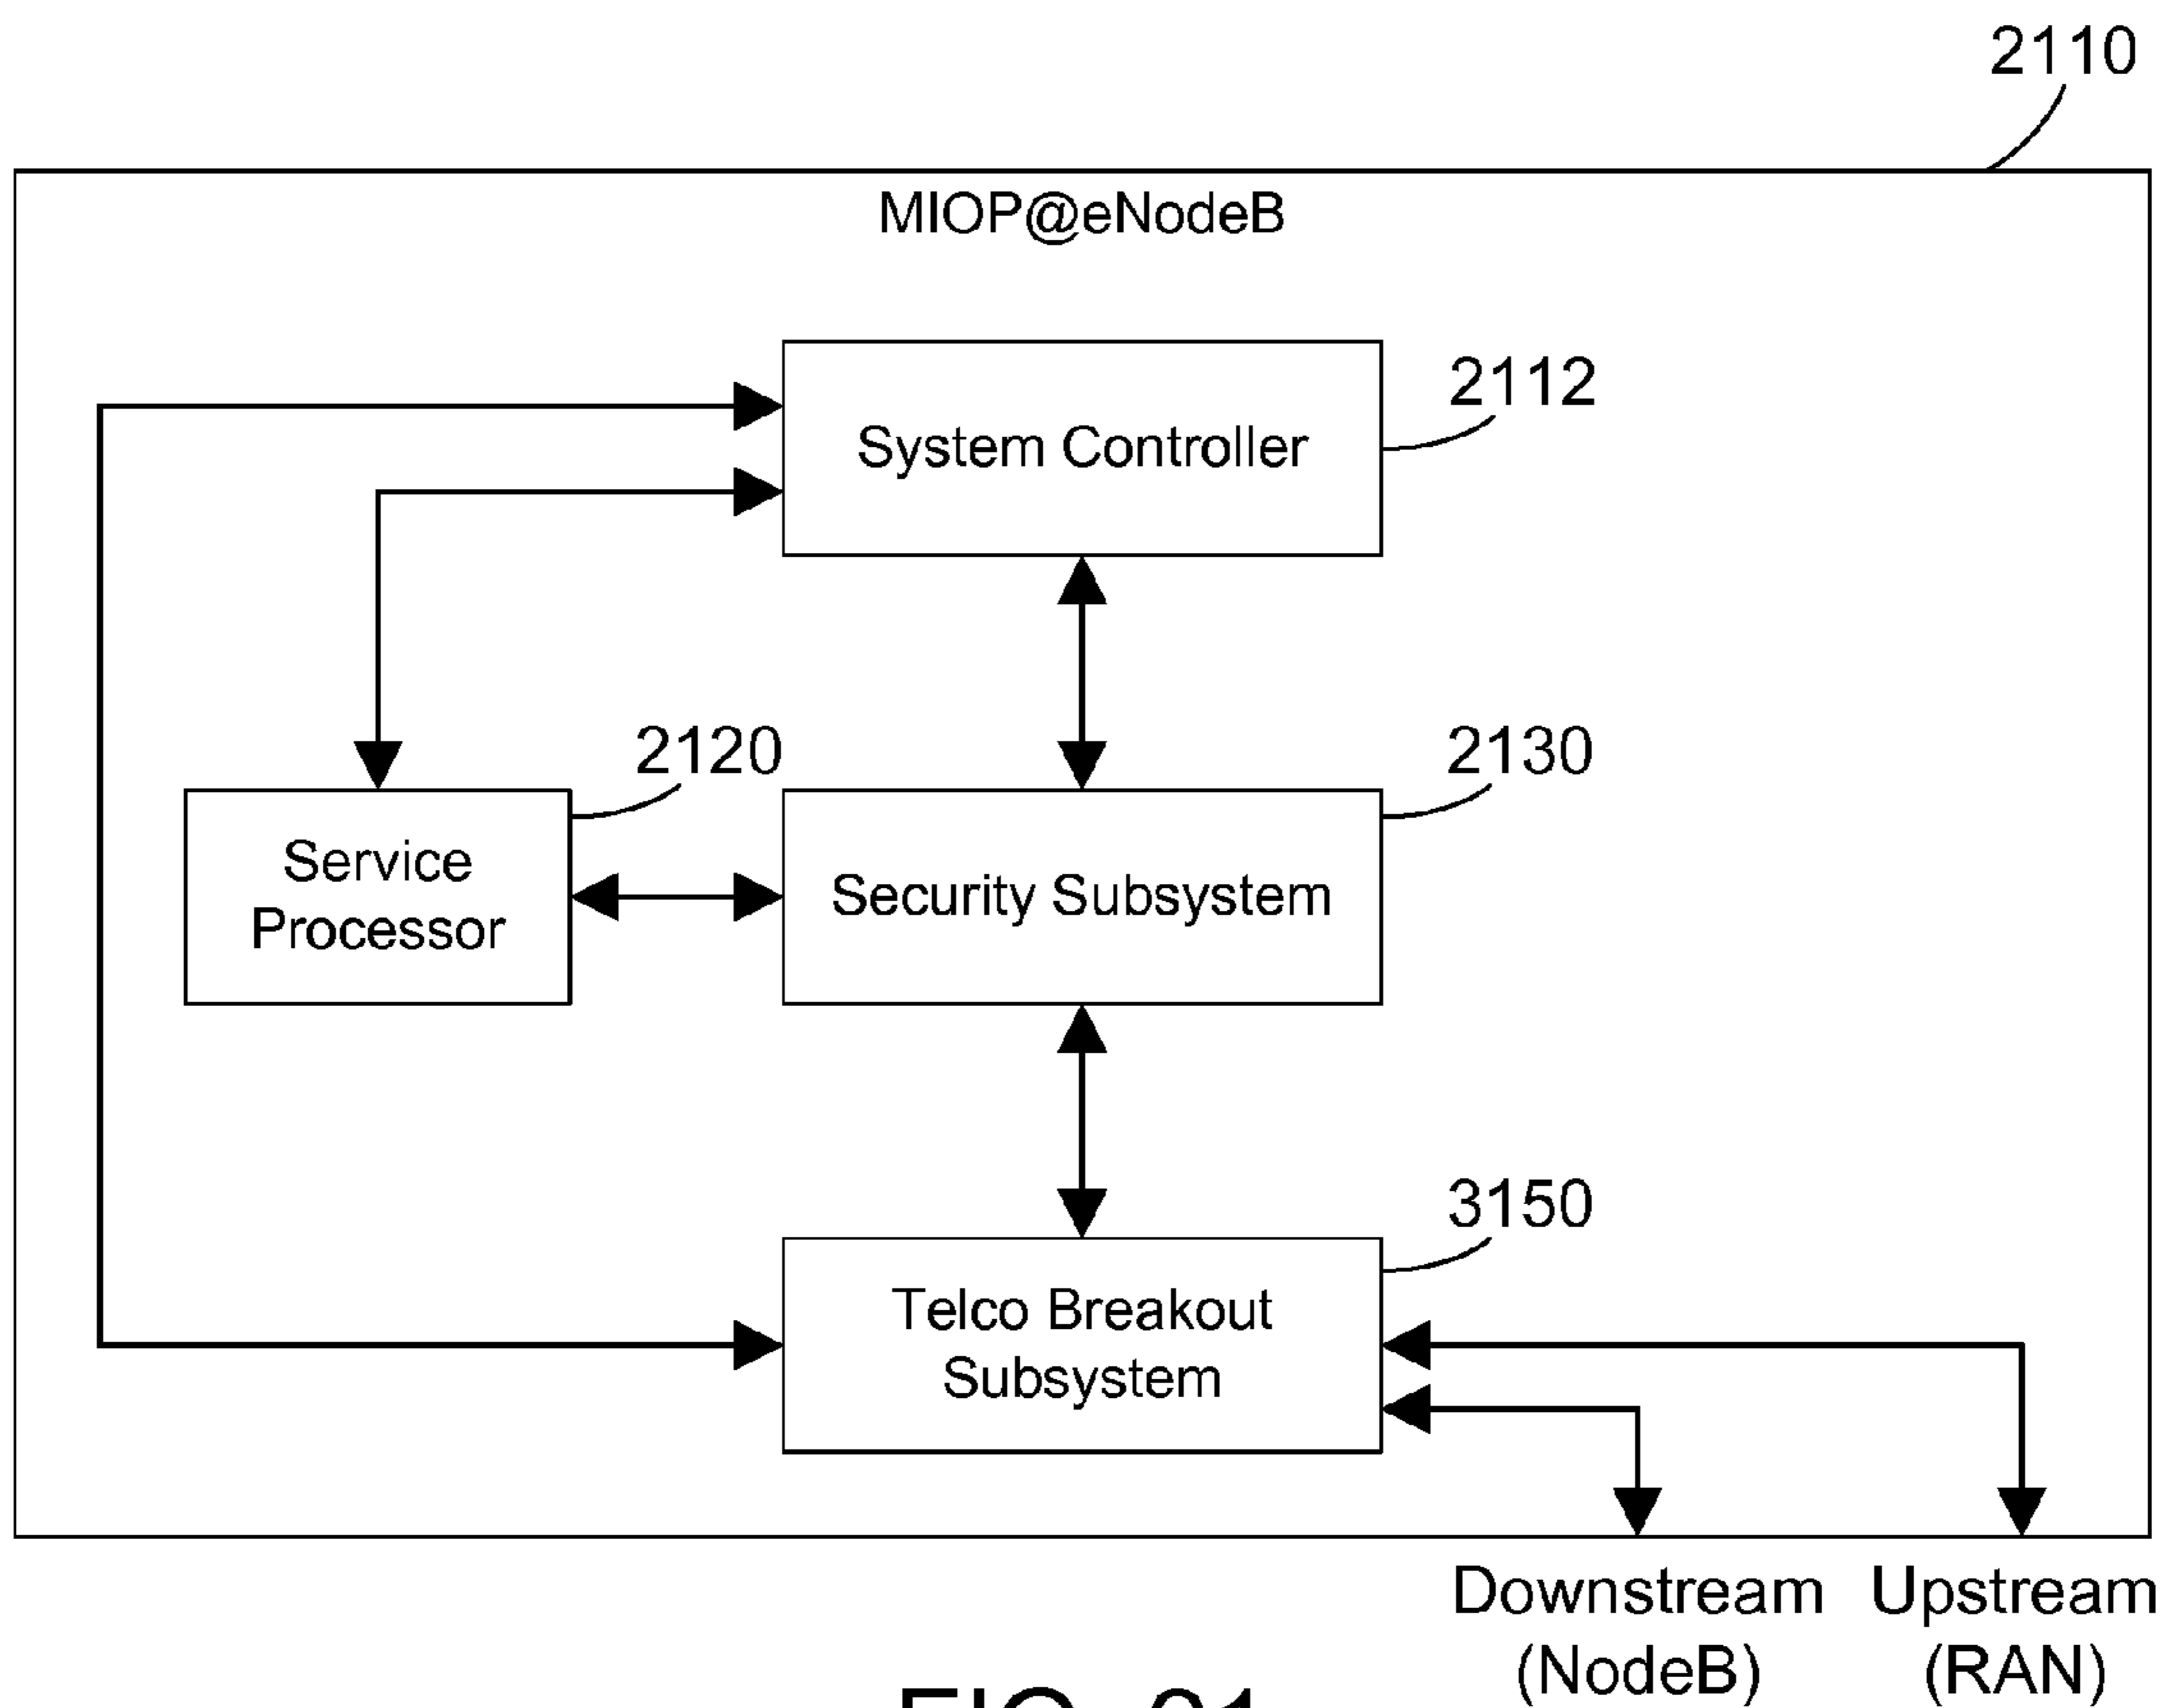 2110
MIOP@eNodeB
2112
System Controller
2120
2130
Service
Processor
Security Subsystem
3150
Telco Breakout
Subsystem
Downstream
(NodeB)
Upstream
(RAN)
FIG.